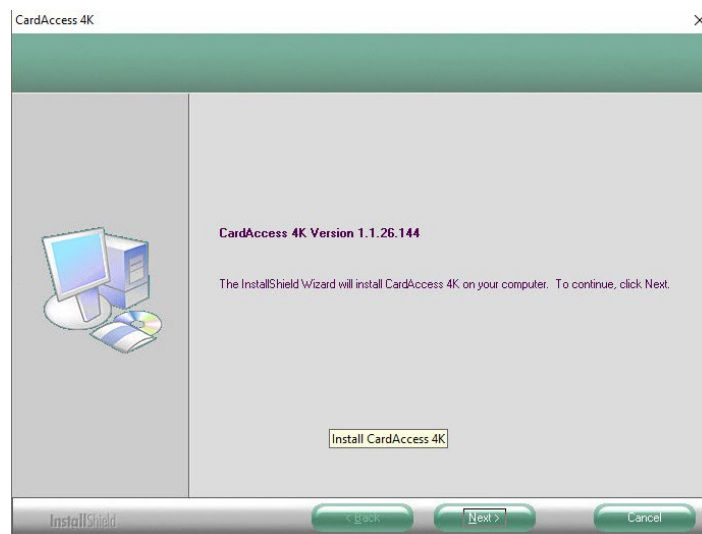 CardAccess 4K
CardAccess 4K Version 1.1.26.144
The InstallShield Wizard will install CardAccess 4K on your computer. To continue, click Next.
Install CardAccess 4K
InstallShield
< Back
Next >
Cancel